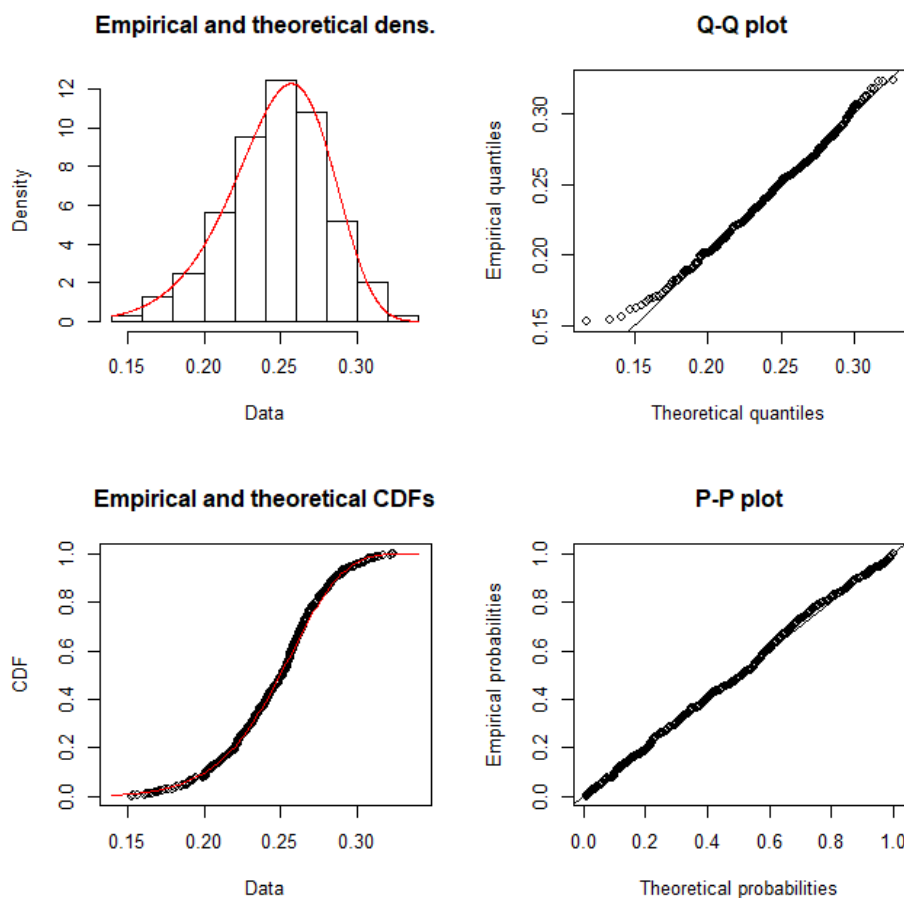 Empirical and theoretical dens.
Density
0 2 4 6 8 10 12
0.15 0.20 0.25 0.30
Data
Q-Q plot
Empirical quantiles
0.15 0.20 0.25 0.30
0.15 0.20 0.25 0.30
Theoretical quantiles
Empirical and theoretical CDFs
CDF
0.0 0.2 0.4 0.6 0.8 1.0
0.15 0.20 0.25 0.30
Data
P-P plot
Empirical probabilities
0.0 0.2 0.4 0.6 0.8 1.0
0.0 0.2 0.4 0.6 0.8 1.0
Theoretical probabilities